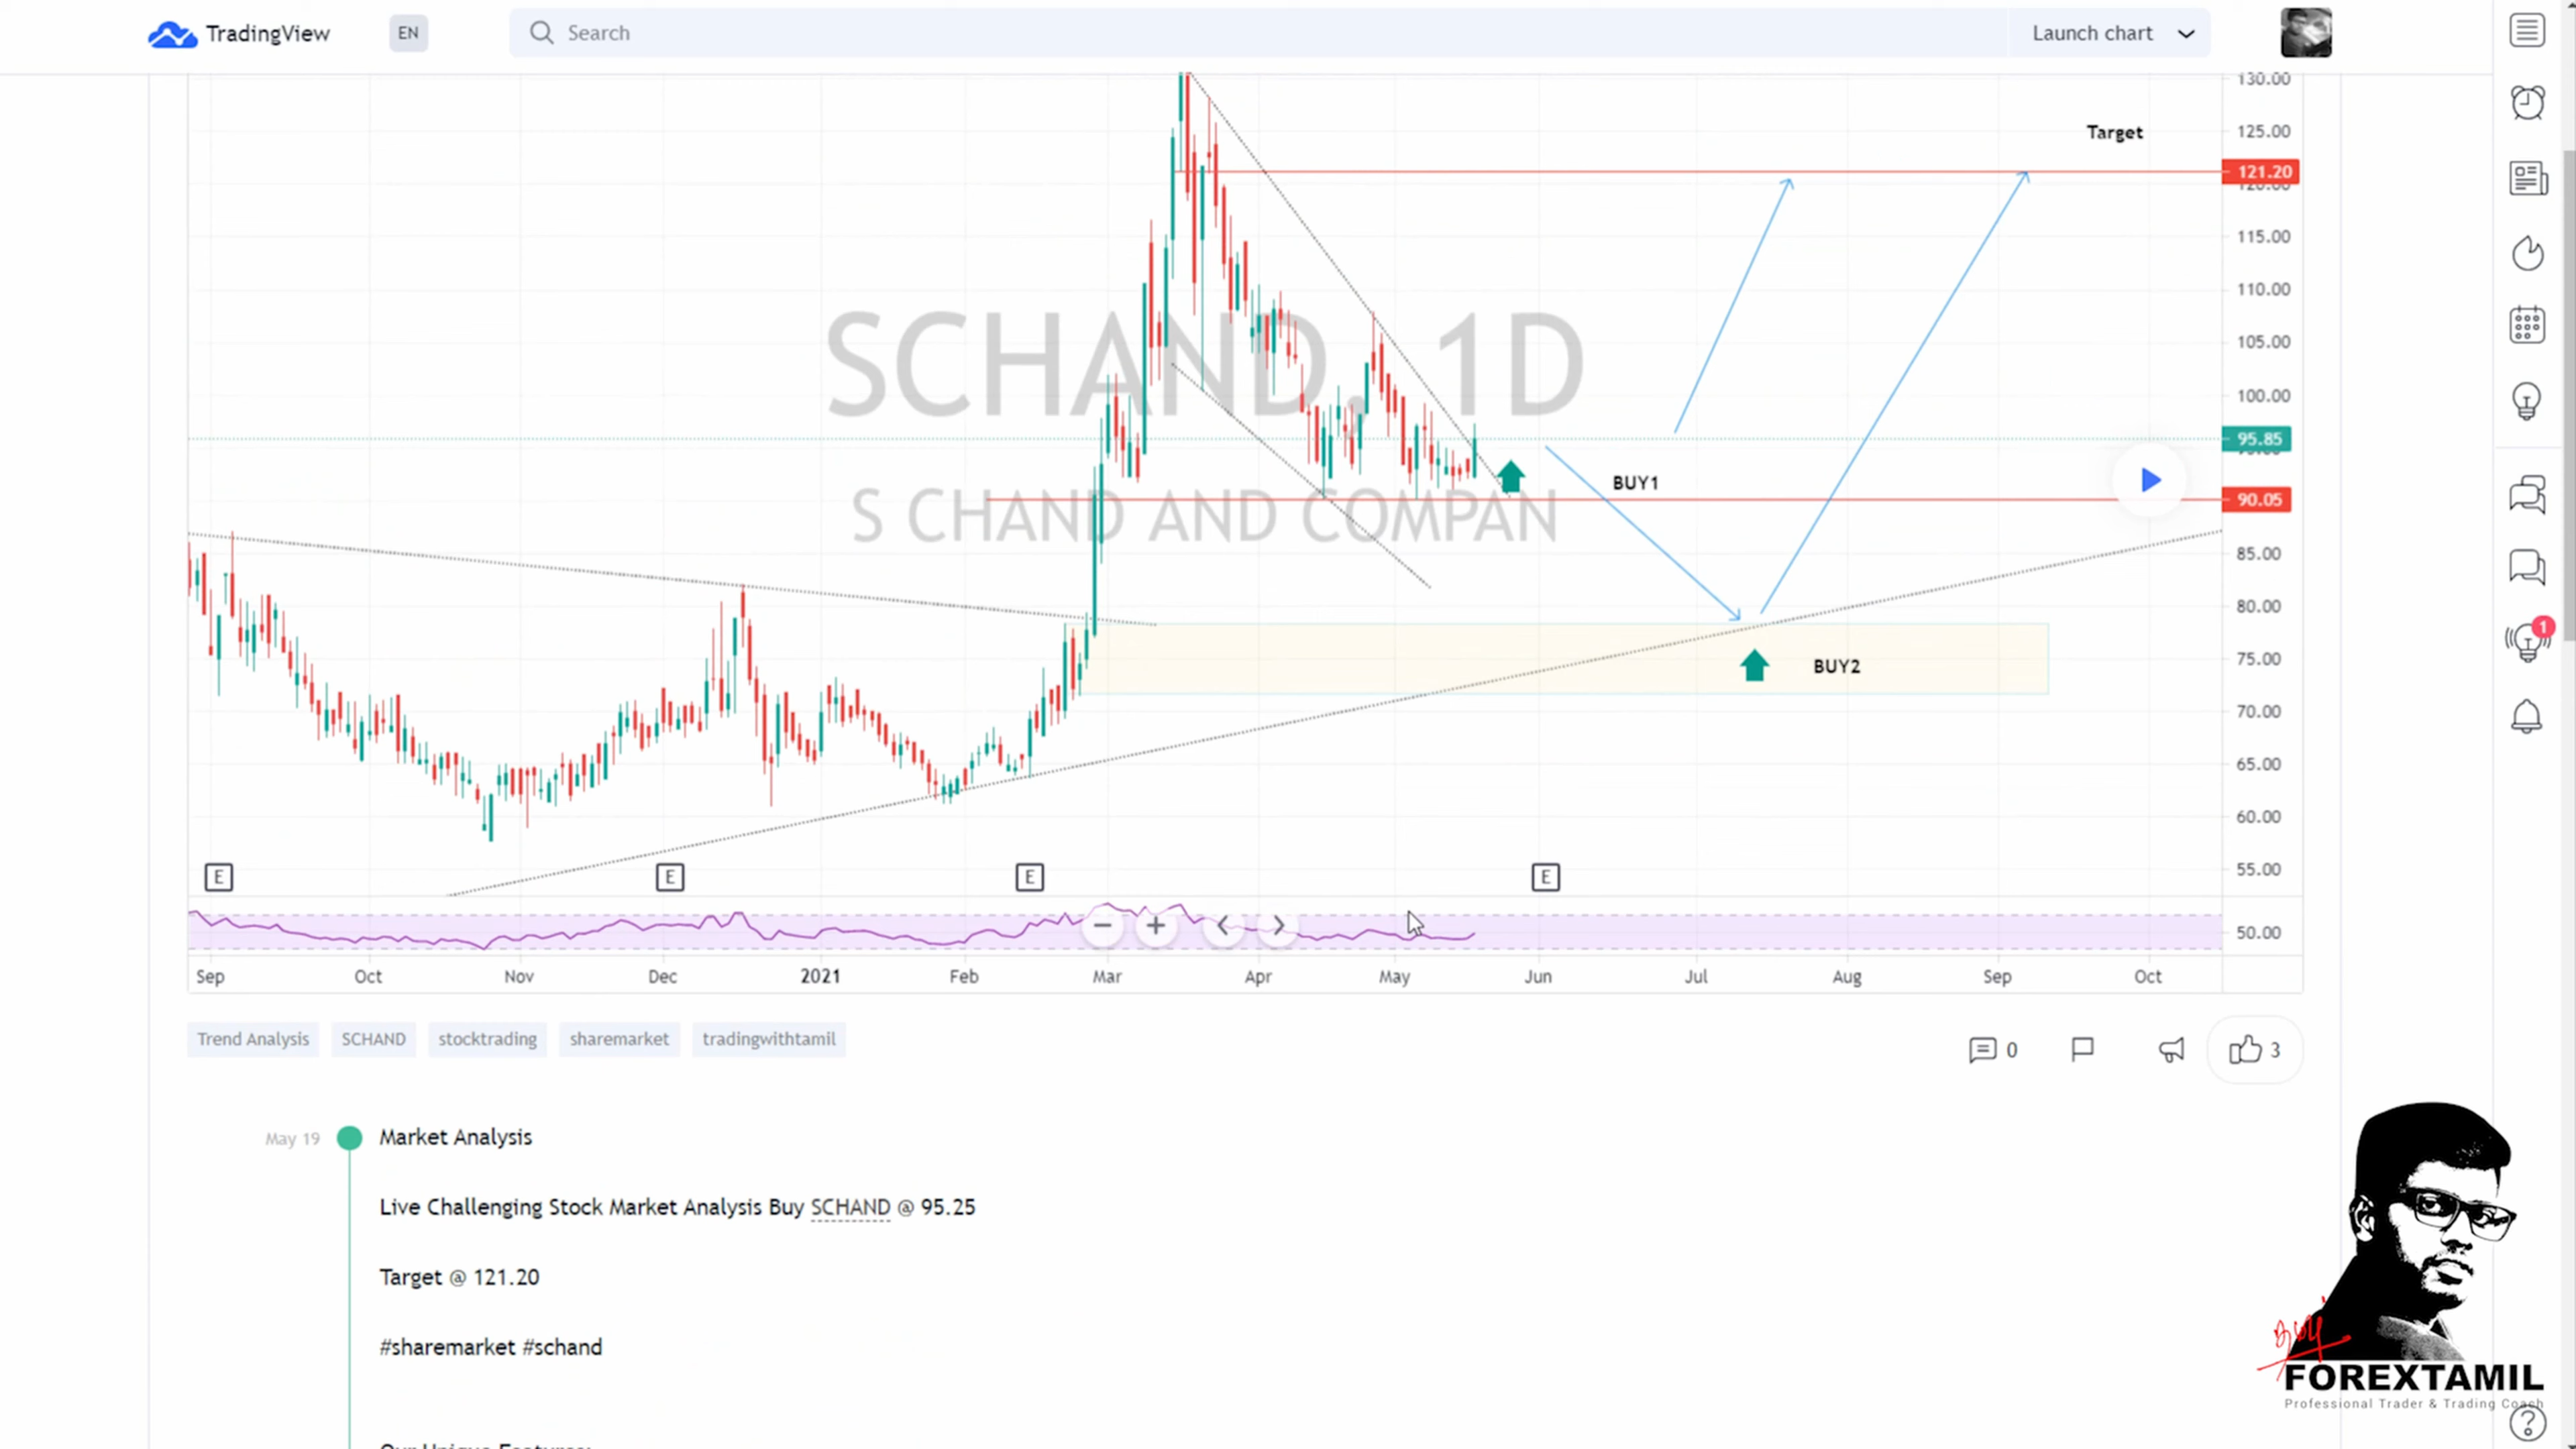 TradingView
EN
Search
Launch chart
130.00
125.00
Target
121.20
115.00
110.00
105.00
100.00
95.85
90.05
85.00
80.00
75.00
70.00
65.00
60.00
55.00
50.00
SCHAND, 1D
S CHAND AND COMPAN
BUY1
BUY2
1
E
E
E
E
Sep Oct Nov Dec 2021 Feb Mar Apr May Jun Jul Aug Sep Oct
Trend Analysis SCHAND stocktrading sharemarket tradingwithtamil
0
3
May 19
Market Analysis
Live Challenging Stock Market Analysis Buy SCHAND @ 95.25
Target @ 121.20
#sharemarket #schand
FOREXTAMIL
Professional Trader & Trading Coach
?